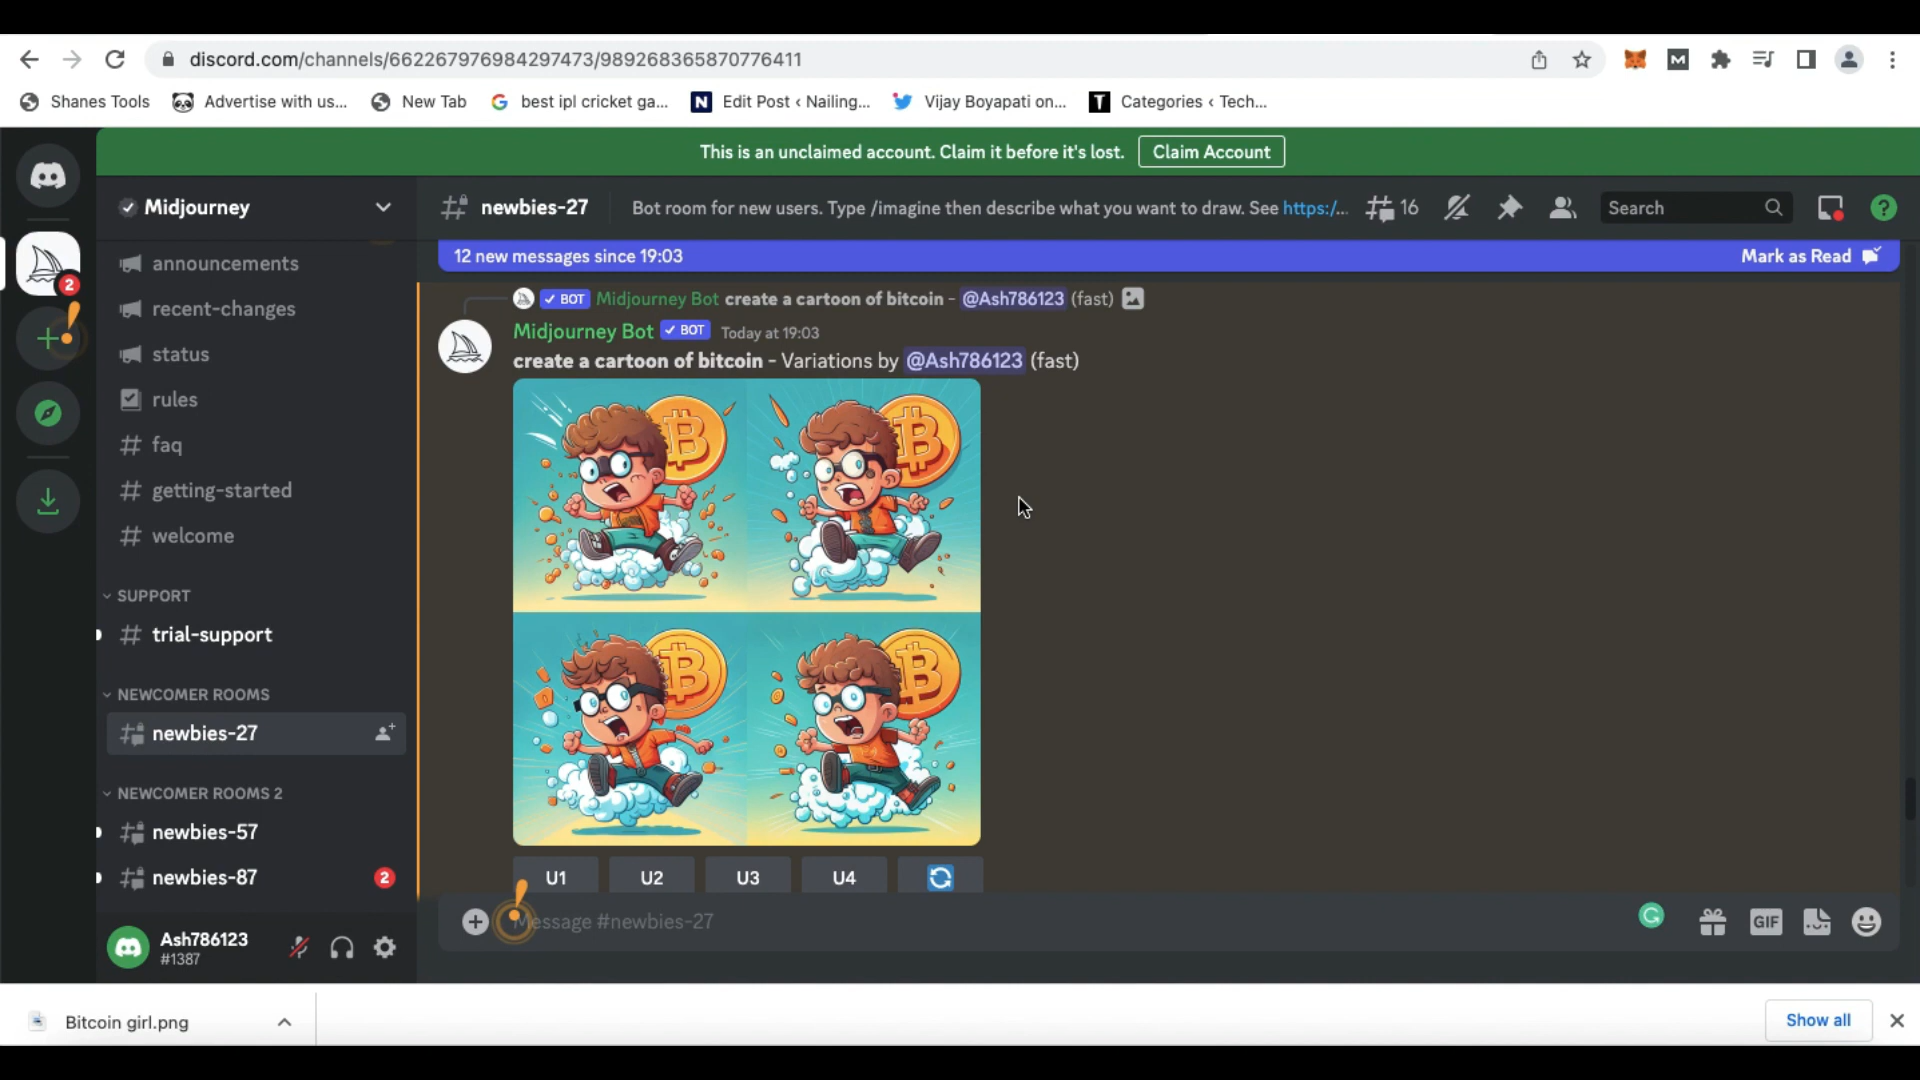 discord.com/channels/662267976984297473/989268365870776411
Shanes Tools
Advertise with us...
New Tab
best ipl cricket ga...
Edit Post ‹ Nailing...
Vijay Boyapati on...
Categories ‹ Tech...
This is an unclaimed account. Claim it before it's lost.
Claim Account
Midjourney
newbies-27
Bot room for new users. Type /imagine then describe what you want to draw. See https:/...
16
Search
12 new messages since 19:03
Mark as Read
announcements
recent-changes
status
rules
faq
getting-started
welcome
SUPPORT
trial-support
NEWCOMER ROOMS
newbies-27
NEWCOMER ROOMS 2
newbies-57
newbies-87
2
2
Ash786123
#1387
BOT Midjourney Bot create a cartoon of bitcoin - @Ash786123 (fast)
Midjourney Bot BOT Today at 19:03
create a cartoon of bitcoin - Variations by @Ash786123 (fast)
U1
U2
U3
U4
Message #newbies-27
GIF
Bitcoin girl.png
Show all